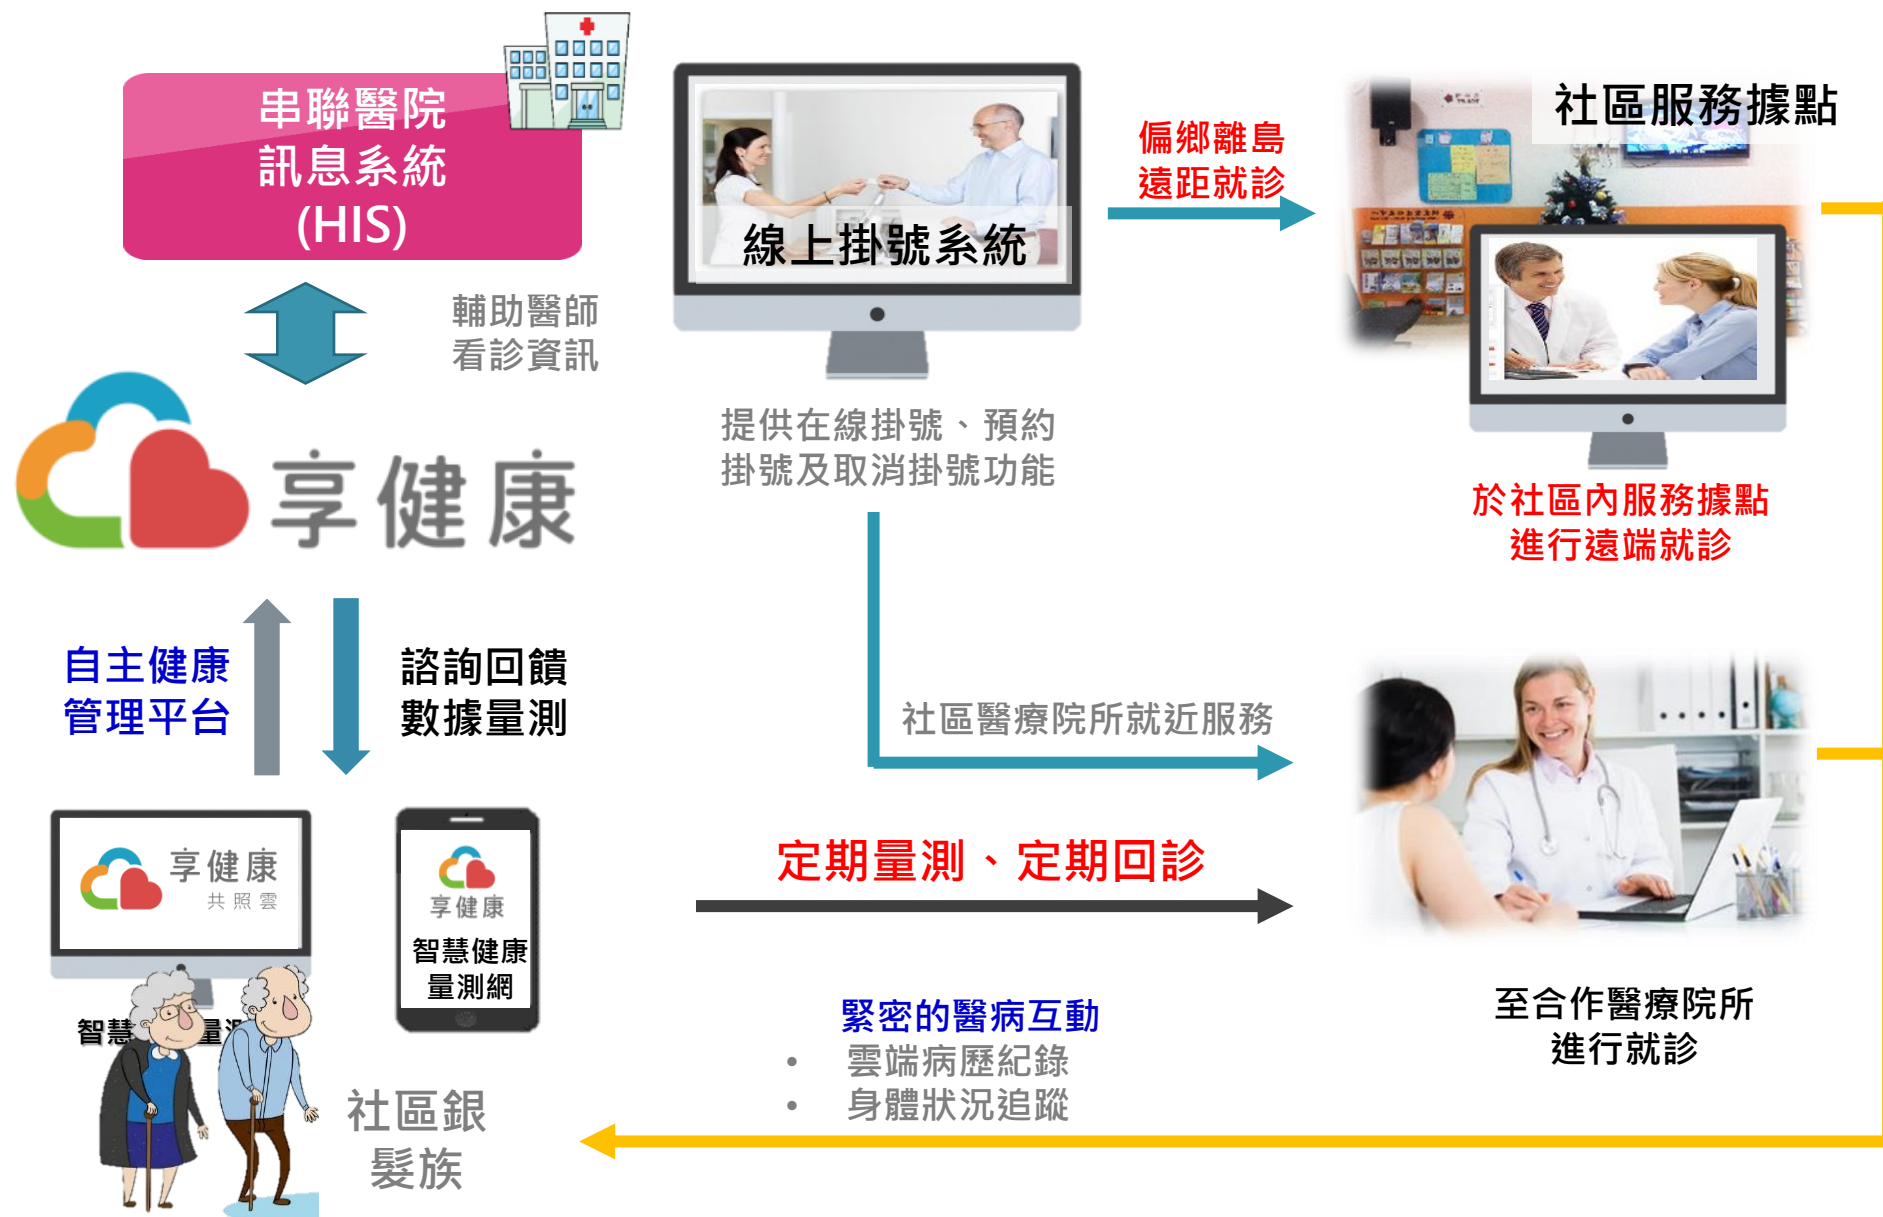 串聯醫院
訊息系統
(HIS)
輔助醫師
看診資訊
享健康
自主健康
管理平台
諮詢回饋
數據量測
享健康
共照雲
智慧
量測
享健康
智慧健康
量測網
社區銀
髮族
線上掛號系統
提供在線掛號、預約
掛號及取消掛號功能
偏鄉離島
遠距就診
社區服務據點
於社區內服務據點
進行遠端就診
社區醫療院所就近服務
定期量測、定期回診
緊密的醫病互動
• 雲端病歷紀錄
• 身體狀況追蹤
至合作醫療院所
進行就診